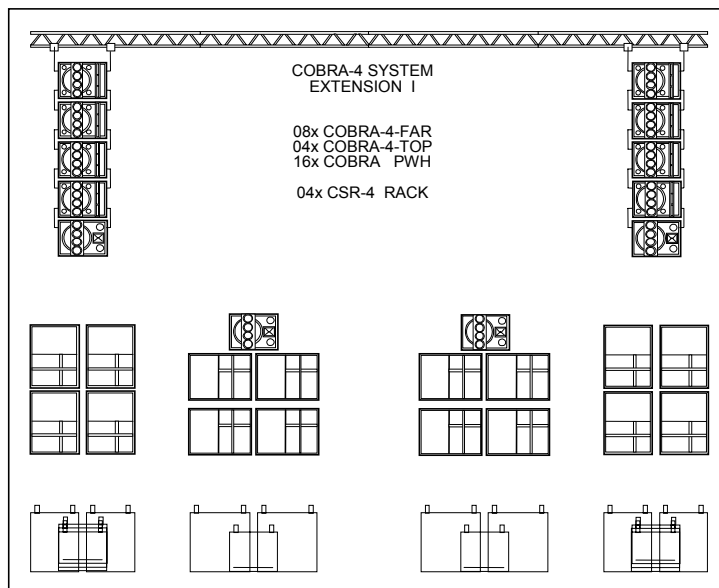 COBRA-4 SYSTEM
EXTENSION I
08x COBRA-4-FAR
04x COBRA-4-TOP
16x COBRA PWH
04x CSR-4 RACK